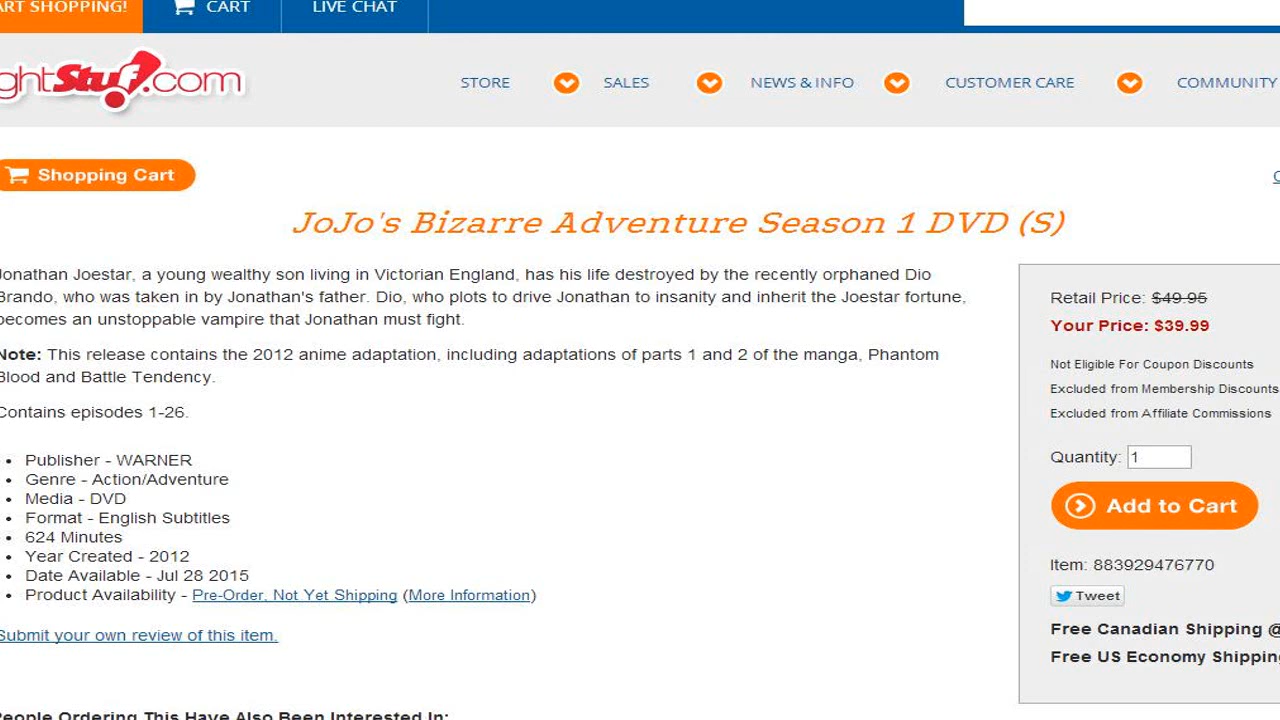 ART SHOPPING!
CART
LIVE CHAT
ghtStuf.com
STORE
SALES
NEWS & INFO
CUSTOMER CARE
COMMUNITY
Shopping Cart
JoJo's Bizarre Adventure Season 1 DVD (S)
Jonathan Joestar, a young wealthy son living in Victorian England, has his life destroyed by the recently orphaned Dio
Brando, who was taken in by Jonathan's father. Dio, who plots to drive Jonathan to insanity and inherit the Joestar fortune,
becomes an unstoppable vampire that Jonathan must fight.
Note: This release contains the 2012 anime adaptation, including adaptations of parts 1 and 2 of the manga, Phantom
Blood and Battle Tendency.
Contains episodes 1-26.
Publisher - WARNER
Genre - Action/Adventure
Media - DVD
Format - English Subtitles
624 Minutes
Year Created - 2012
Date Available - Jul 28 2015
Product Availability - Pre-Order, Not Yet Shipping (More Information)
Submit your own review of this item.
People Ordering This Have Also Been Interested In:
Retail Price: $49.95
Your Price: $39.99
Not Eligible For Coupon Discounts
Excluded from Membership Discounts
Excluded from Affiliate Commissions
Quantity: 1
Add to Cart
Item: 883929476770
Tweet
Free Canadian Shipping @
Free US Economy Shipping